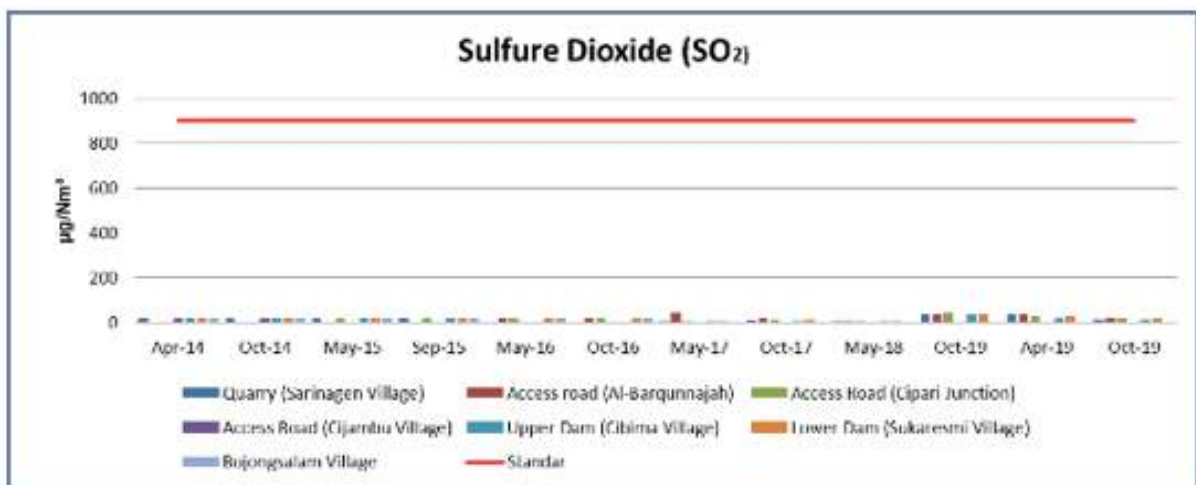 Sulfure Dioxide (SO₂)
1000
800
600
400
200
0
µg/Nm³
Apr-14 Oct-14 May-15 Sep-15 May-16 Oct-16 May-17 Oct-17 May-18 Oct-19 Apr-19 Oct-19
Quarry (Sarinagen Village) Access road (Al-Barqunnajah) Access Road (Cipari Junction)
Access Road (Cijambu Village) Upper Dam (Cibima Village) Lower Dam (Sukaresmi Village)
Bojongsalam Village Standar